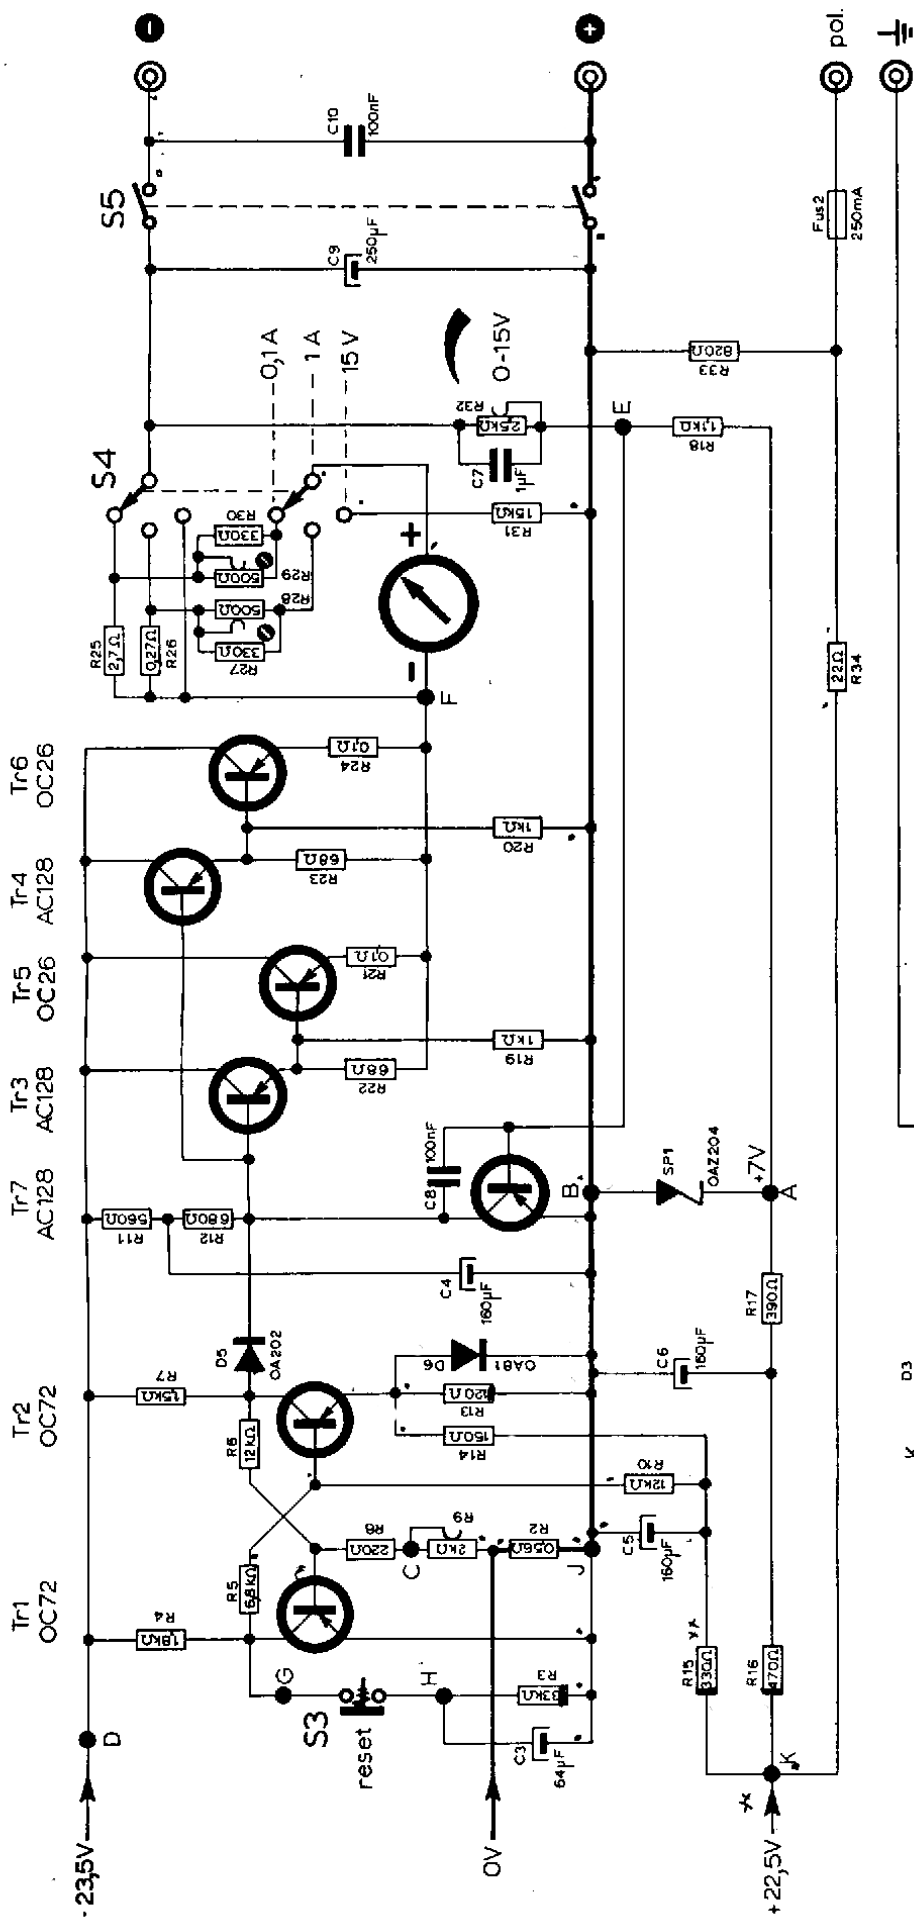 Tr1
OC72
Tr2
OC72
Tr7
AC128
Tr3
AC128
Tr5
OC26
Tr4
AC128
Tr6
OC26
S4
S5
−
-23,5V
D
R4
1,8kΩ
R7
1,5kΩ
R11
560Ω
R12
680Ω
R25
2,7Ω
0,27Ω
R26
R30
330Ω
500Ω
R29
R28
500Ω
330Ω
R27
0,1A
1A
15V
C9
250µF
C10
100nF
G
S3
reset
H
R5
6,8kΩ
R6
12kΩ
D5
OA202
R8
220Ω
C
R9
2kΩ
R2
0,56Ω
J
R3
33kΩ
C3
64µF
0V
D6
OA81
120Ω
R13
150Ω
R14
C4
160µF
C8
100nF
R22
68Ω
R21
0,1Ω
R23
68Ω
R24
0,1Ω
R19
1kΩ
R20
1kΩ
F
−
+
R31
15kΩ
C7
1µF
R32
2,5kΩ
0-15V
E
+
B
SP1
OAZ204
+7V
A
R18
1,1kΩ
R33
820Ω
R10
12kΩ
C5
160µF
C6
160µF
R15
330Ω
R16
470Ω
R17
390Ω
K
+22,5V
R34
22Ω
Fus2
250mA
pol.
K
D3